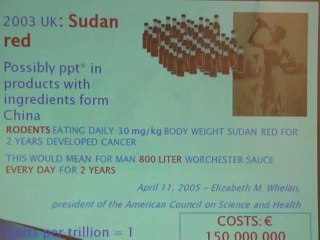 2003 UK: Sudan
red
Possibly ppt* in
products with
ingredients form
China
RODENTS EATING DAILY 30 mg/kg BODY WEIGHT SUDAN RED FOR
2 YEARS DEVELOPED CANCER
THIS WOULD MEAN FOR MAN 800 LITER WORCHESTER SAUCE
EVERY DAY FOR 2 YEARS
April 11, 2005 – Elizabeth M. Whelan,
president of the American Council on Science and Health
per trillion = 1
COSTS: €
150.000.000